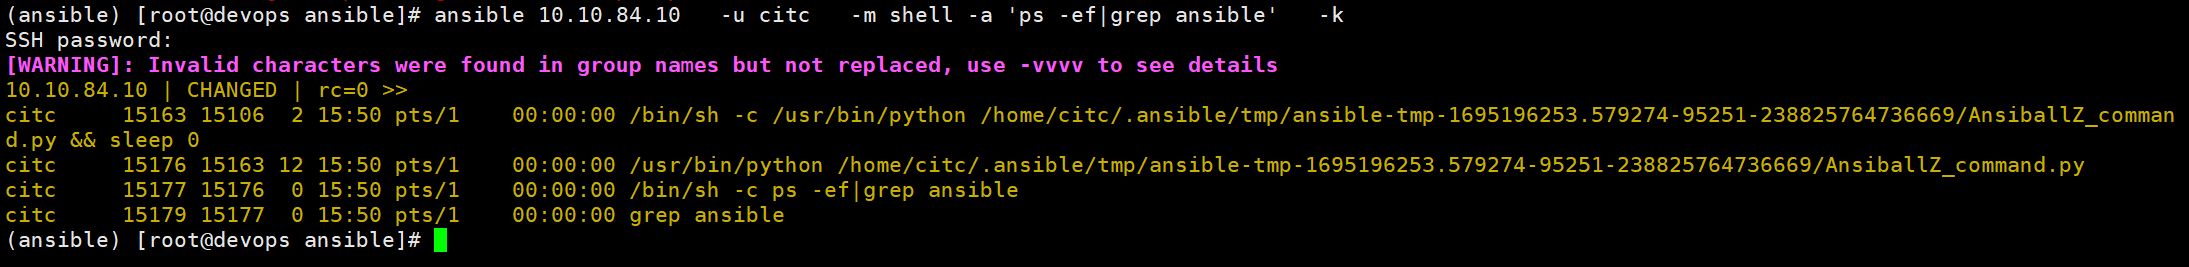 (ansible) [root@devops ansible]# ansible 10.10.84.10   -u citc   -m shell -a 'ps -ef|grep ansible'   -k
SSH password:
[WARNING]: Invalid characters were found in group names but not replaced, use -vvvv to see details
10.10.84.10 | CHANGED | rc=0 >>
citc     15163 15106  2 15:50 pts/1    00:00:00 /bin/sh -c /usr/bin/python /home/citc/.ansible/tmp/ansible-tmp-1695196253.579274-95251-238825764736669/AnsiballZ_comman
d.py && sleep 0
citc     15176 15163 12 15:50 pts/1    00:00:00 /usr/bin/python /home/citc/.ansible/tmp/ansible-tmp-1695196253.579274-95251-238825764736669/AnsiballZ_command.py
citc     15177 15176  0 15:50 pts/1    00:00:00 /bin/sh -c ps -ef|grep ansible
citc     15179 15177  0 15:50 pts/1    00:00:00 grep ansible
(ansible) [root@devops ansible]#